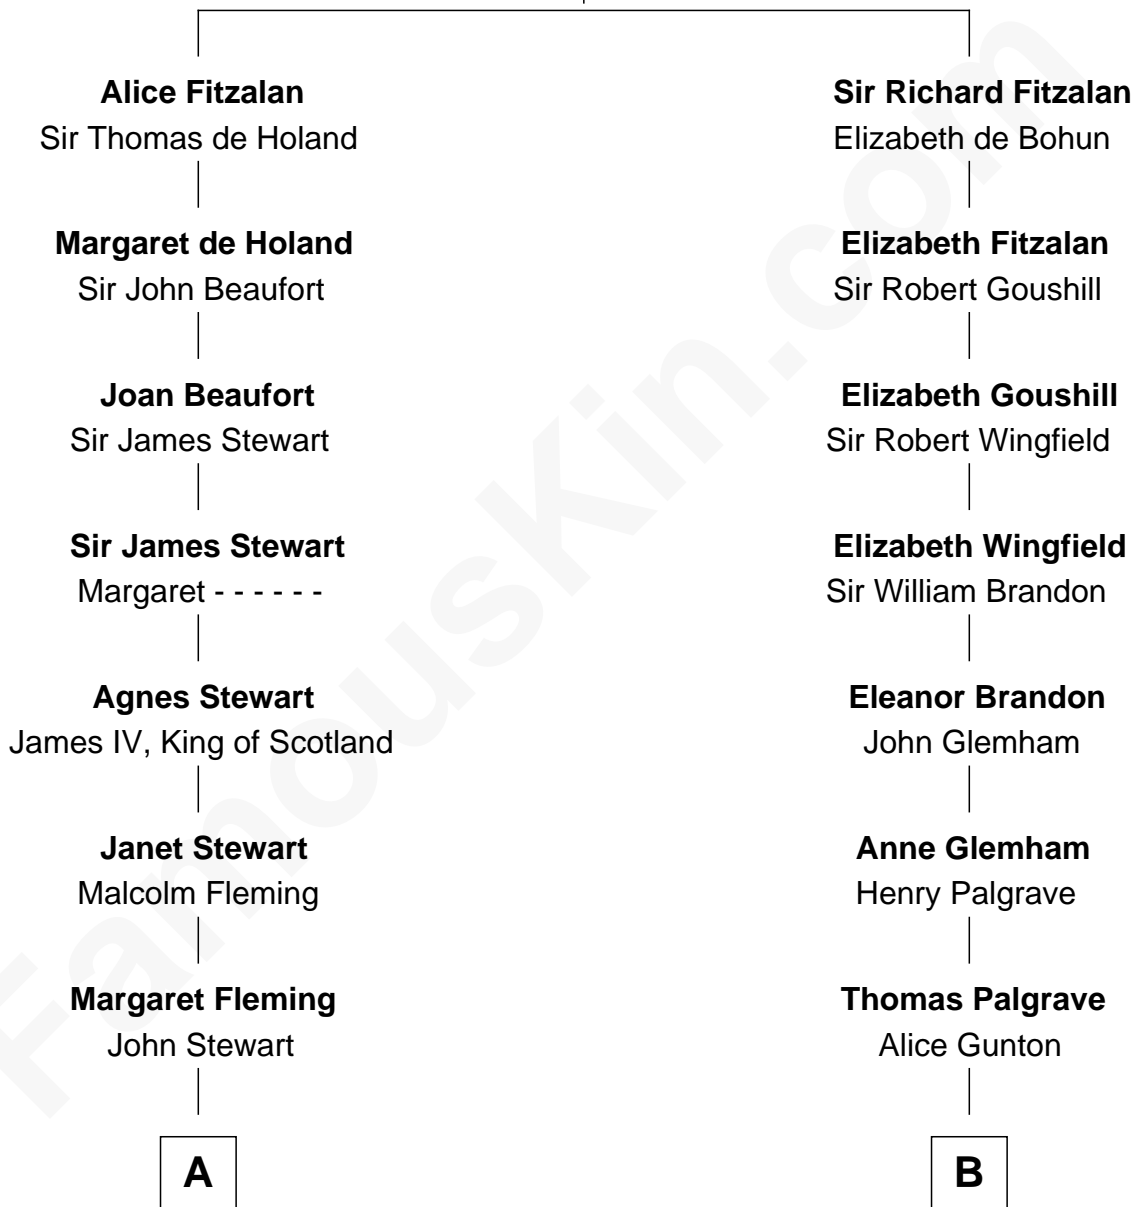 Alice Fitzalan
Sir Thomas de Holand
Margaret de Holand
Sir John Beaufort
Joan Beaufort
Sir James Stewart
Sir James Stewart
Margaret - - - - - -
Agnes Stewart
James IV, King of Scotland
Janet Stewart
Malcolm Fleming
Margaret Fleming
John Stewart
A
Sir Richard Fitzalan
Elizabeth de Bohun
Elizabeth Fitzalan
Sir Robert Goushill
Elizabeth Goushill
Sir Robert Wingfield
Elizabeth Wingfield
Sir William Brandon
Eleanor Brandon
John Glemham
Anne Glemham
Henry Palgrave
Thomas Palgrave
Alice Gunton
B
FamousKin.com